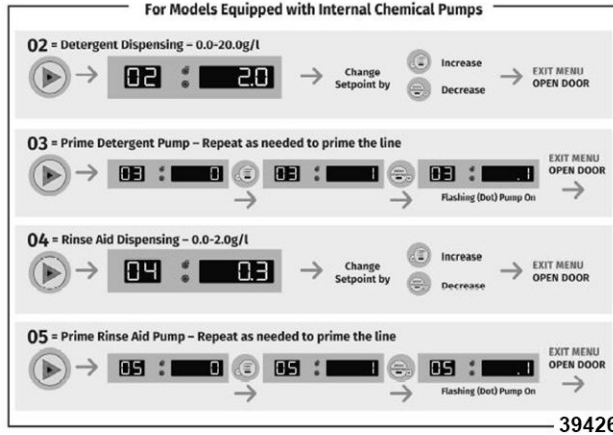 For Models Equipped with Internal Chemical Pumps
02 = Detergent Dispensing – 0.0-20.0g/l
02 : 2.0
Change Setpoint by
Increase
Decrease
EXIT MENU
OPEN DOOR
03 = Prime Detergent Pump – Repeat as needed to prime the line
03 : 0
03 : 1
03 : .1
Flashing (Dot) Pump On
EXIT MENU
OPEN DOOR
04 = Rinse Aid Dispensing – 0.0-2.0g/l
04 : 0.3
Change
Setpoint by
Increase
Decrease
EXIT MENU
OPEN DOOR
05 = Prime Rinse Aid Pump – Repeat as needed to prime the line
05 : 0
05 : 1
05 : .1
Flashing (Dot) Pump On
EXIT MENU
OPEN DOOR
39426